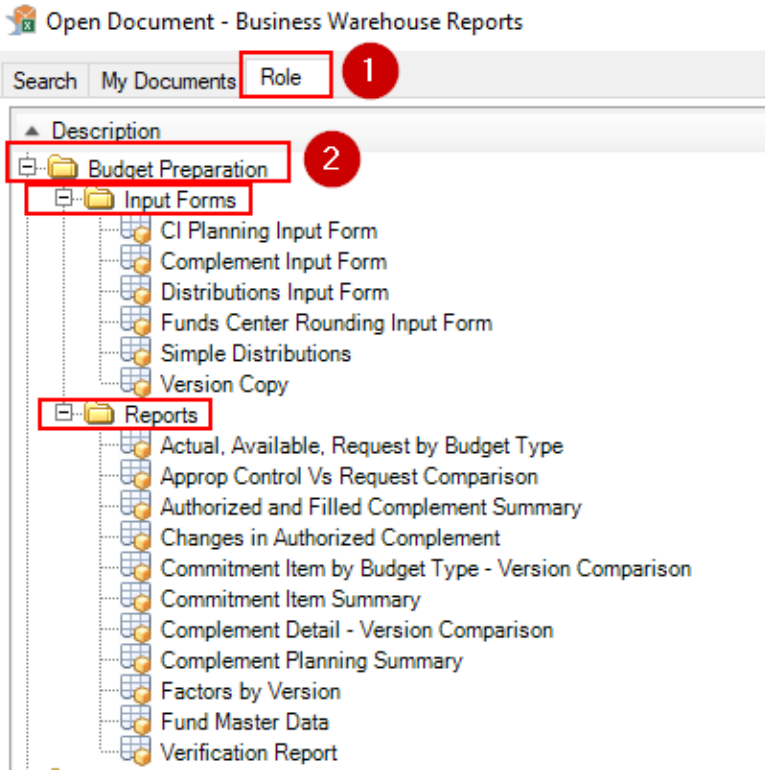 Open Document - Business Warehouse Reports
Search My Documents Role 1
Description
Budget Preparation 2
Input Forms
CI Planning Input Form
Complement Input Form
Distributions Input Form
Funds Center Rounding Input Form
Simple Distributions
Version Copy
Reports
Actual, Available, Request by Budget Type
Approp Control Vs Request Comparison
Authorized and Filled Complement Summary
Changes in Authorized Complement
Commitment Item by Budget Type - Version Comparison
Commitment Item Summary
Complement Detail - Version Comparison
Complement Planning Summary
Factors by Version
Fund Master Data
Verification Report